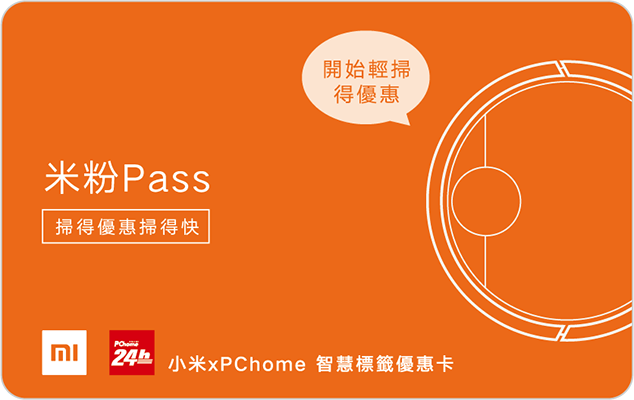 開始輕掃
得優惠
米粉Pass
掃得優惠掃得快
mi
PChome
24h
小米xPChome 智慧標籤優惠卡